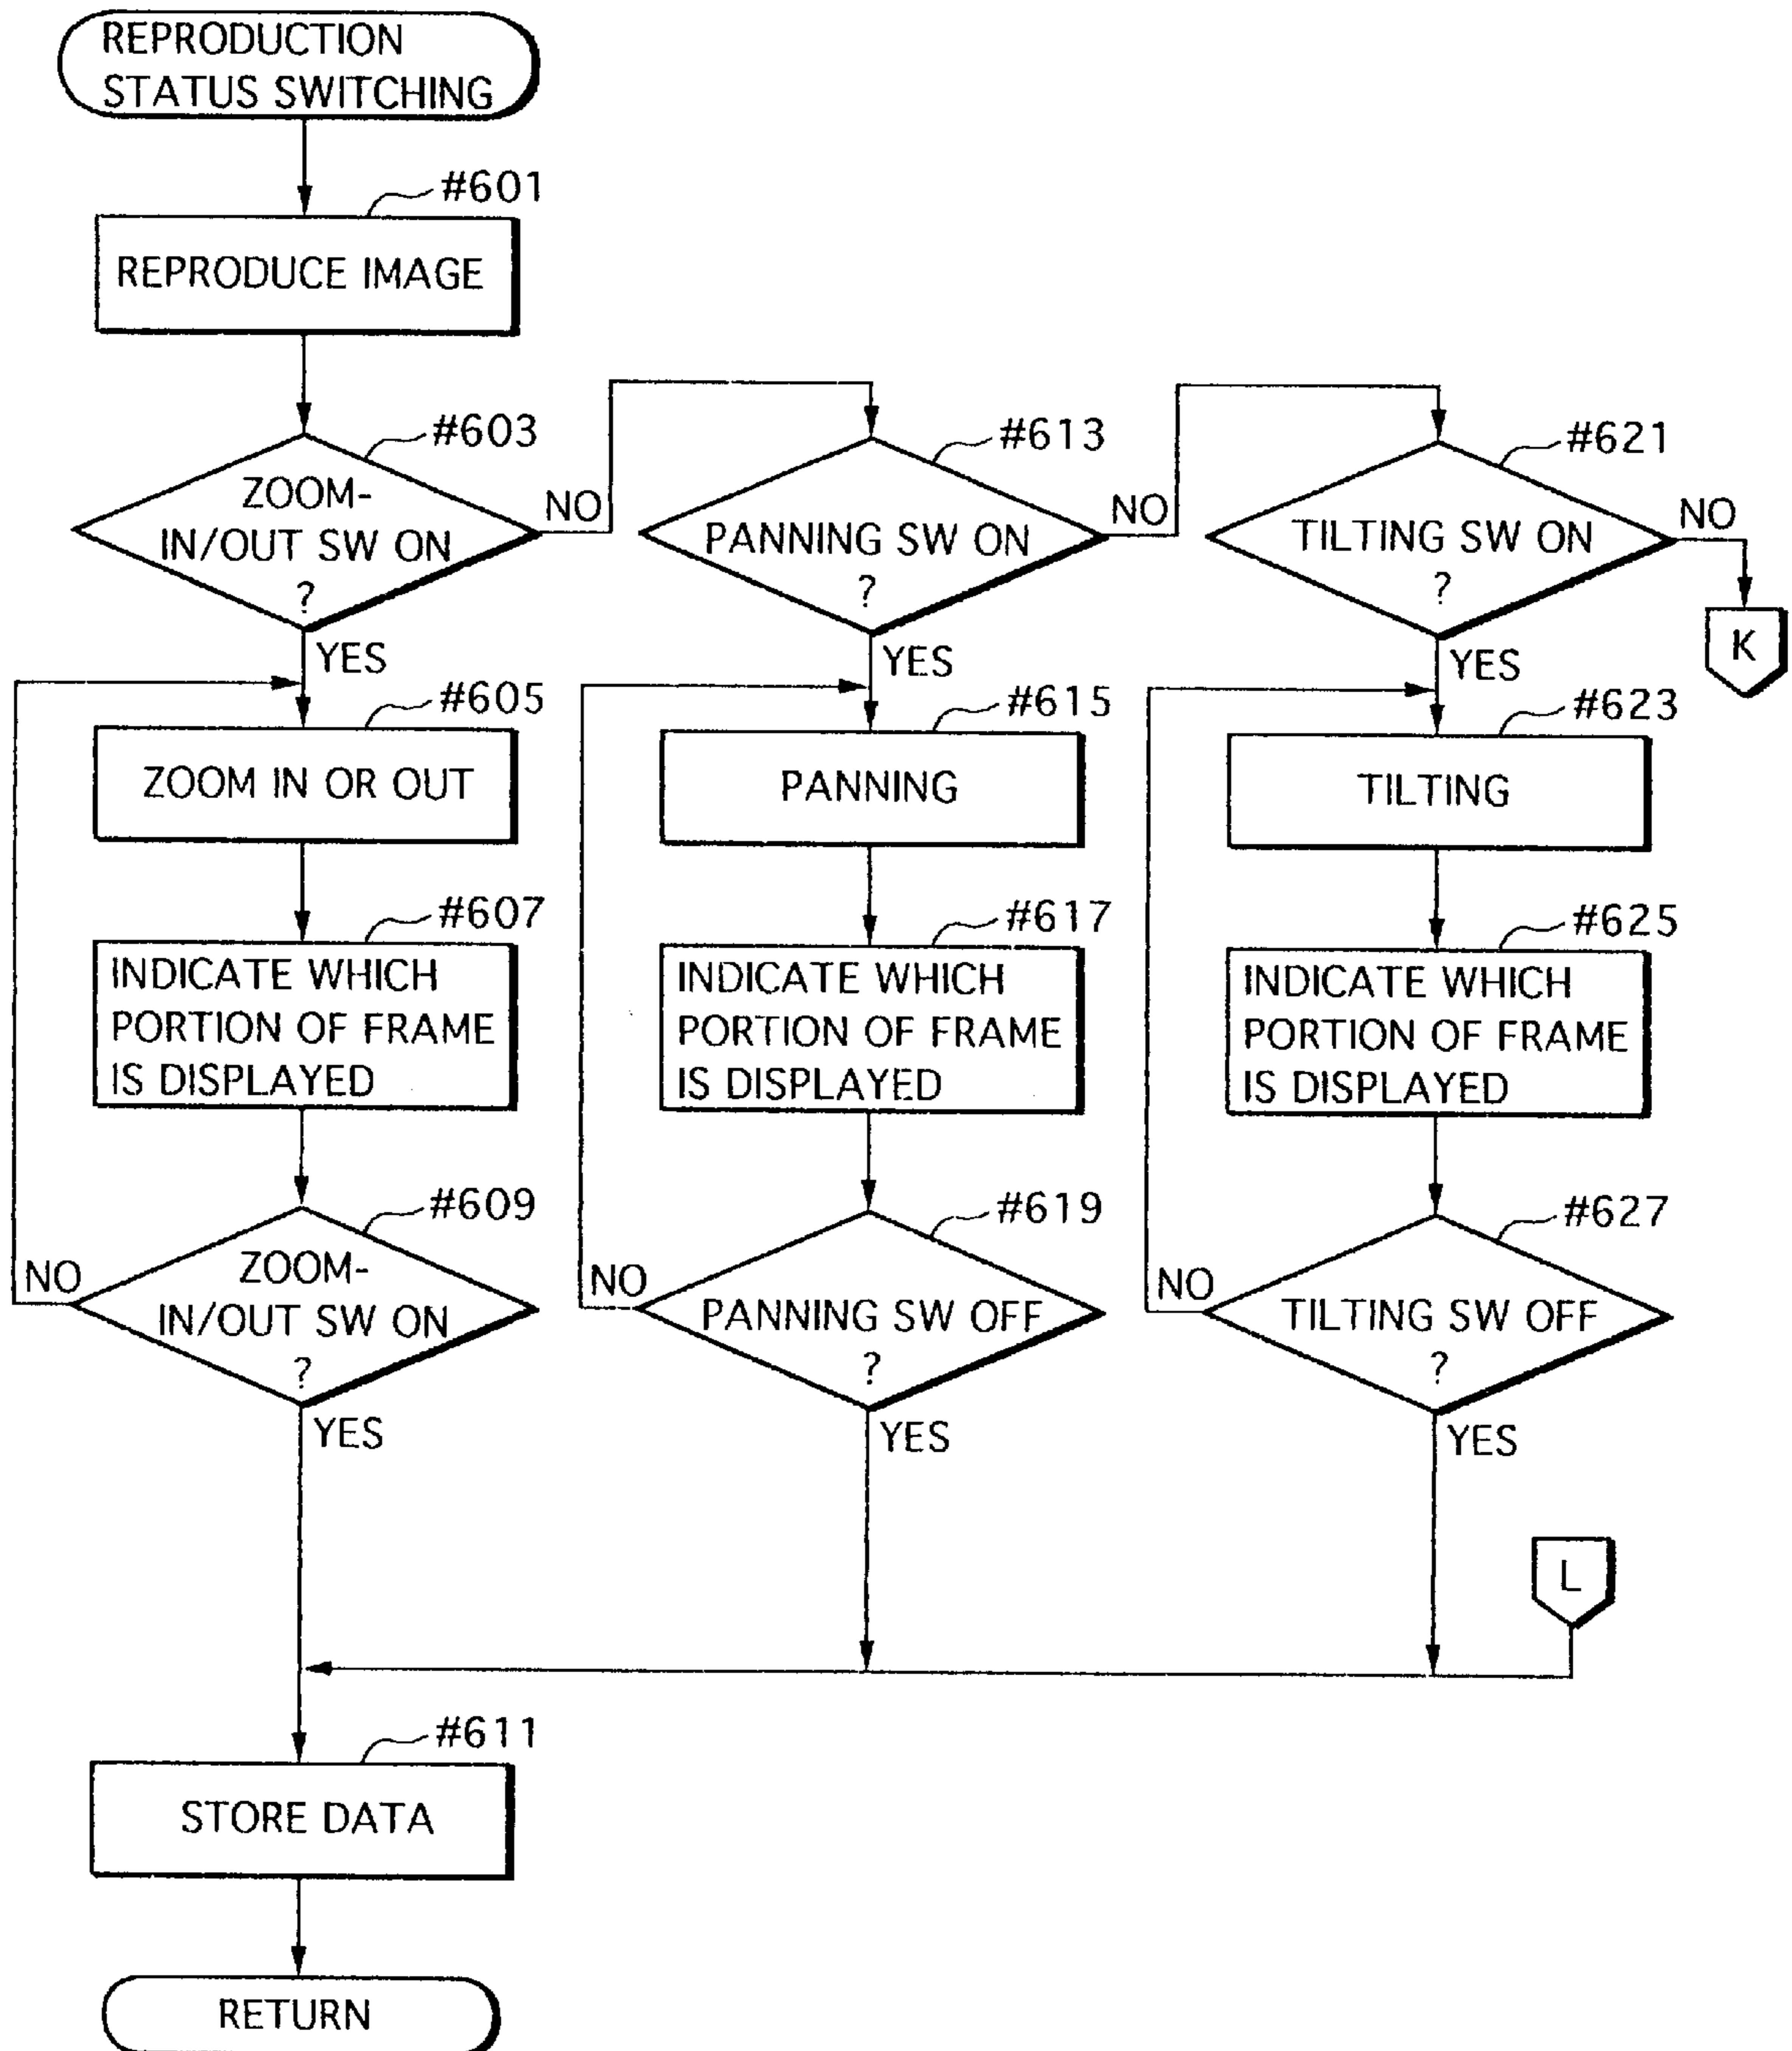 REPRODUCTION
STATUS SWITCHING
#601
REPRODUCE IMAGE
#603
ZOOM-
IN/OUT SW ON
?
NO
YES
#605
ZOOM IN OR OUT
#607
INDICATE WHICH
PORTION OF FRAME
IS DISPLAYED
#609
ZOOM-
IN/OUT SW ON
?
NO
YES
#613
PANNING SW ON
?
NO
YES
#615
PANNING
#617
INDICATE WHICH
PORTION OF FRAME
IS DISPLAYED
#619
PANNING SW OFF
?
NO
YES
#621
TILTING SW ON
?
NO
K
YES
#623
TILTING
#625
INDICATE WHICH
PORTION OF FRAME
IS DISPLAYED
#627
TILTING SW OFF
?
NO
YES
L
#611
STORE DATA
RETURN